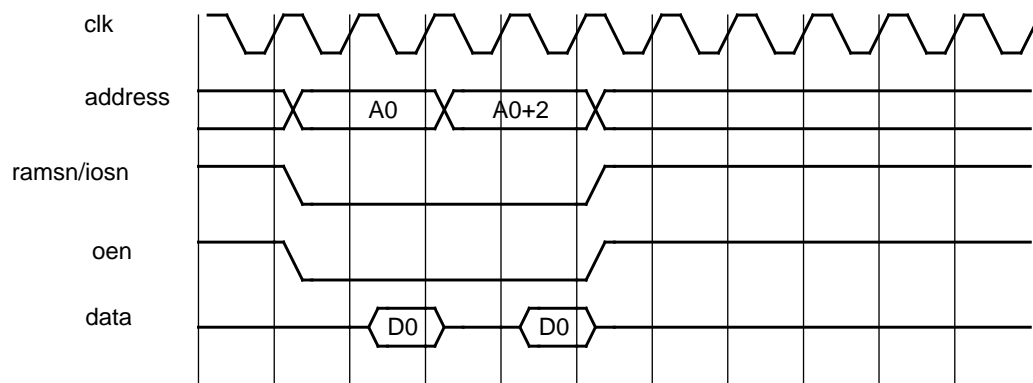 clk
address
A0
A0+2
ramsn/iosn
oen
data
D0
D0